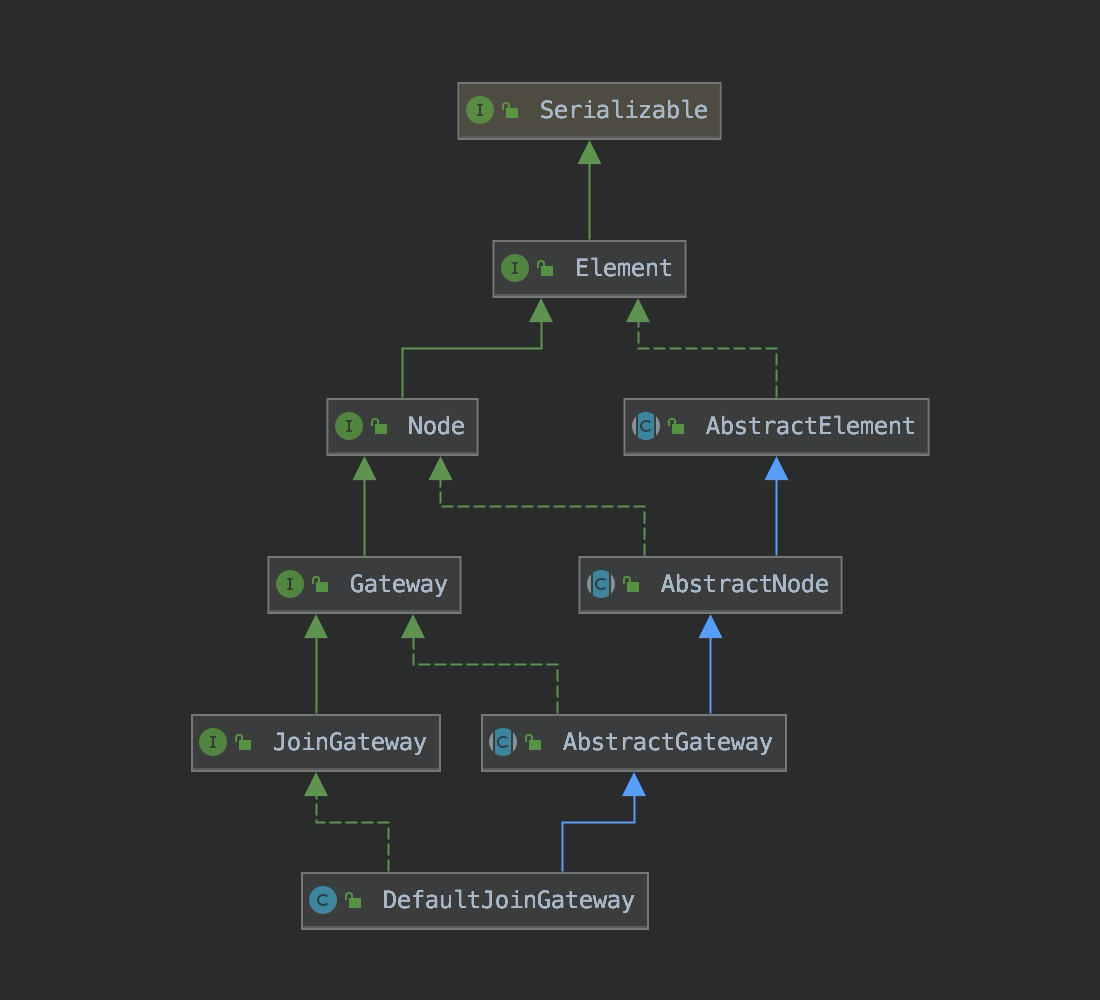 I Serializable
I Element
I Node
C AbstractElement
I Gateway
C AbstractNode
I JoinGateway
C AbstractGateway
C DefaultJoinGateway